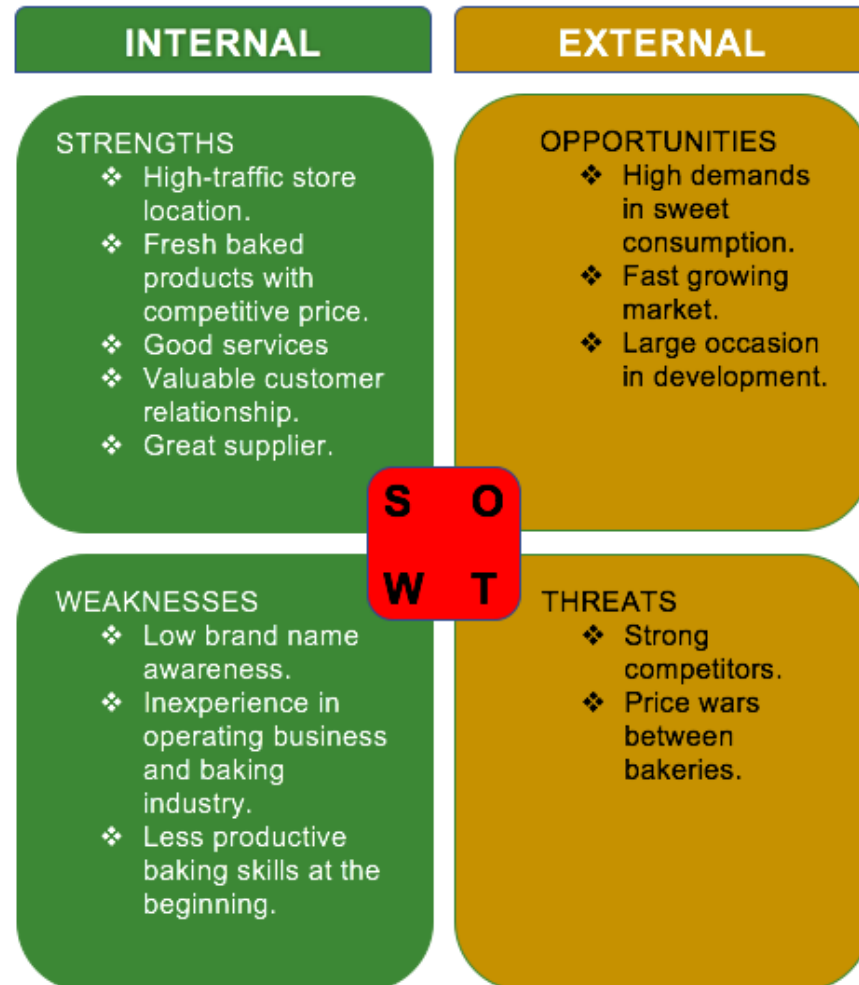 INTERNAL
EXTERNAL
STRENGTHS
❖ High-traffic store
location.
❖ Fresh baked
products with
competitive price.
❖ Good services
❖ Valuable customer
relationship.
❖ Great supplier.
OPPORTUNITIES
❖ High demands
in sweet
consumption.
❖ Fast growing
market.
❖ Large occasion
in development.
S O
W T
WEAKNESSES
❖ Low brand name
awareness.
❖ Inexperience in
operating business
and baking
industry.
❖ Less productive
baking skills at the
beginning.
THREATS
❖ Strong
competitors.
❖ Price wars
between
bakeries.